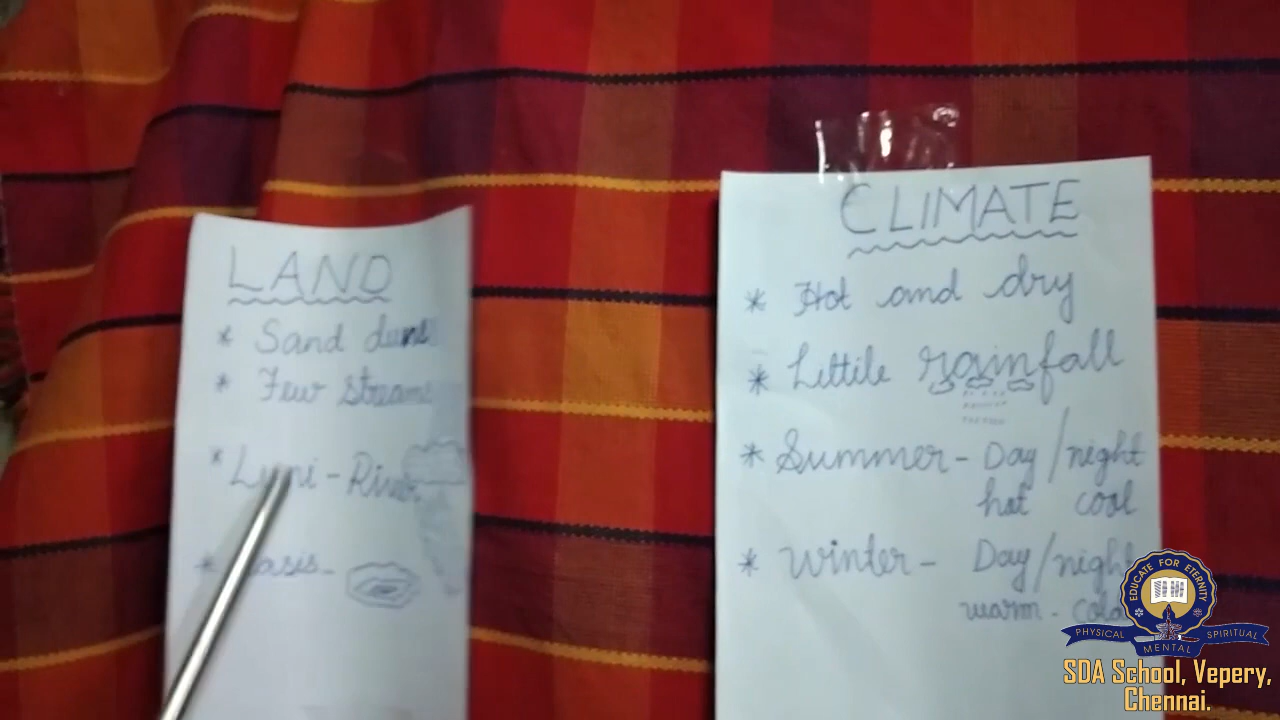 LAND
* Sand dune
* Few streams
* Luni - River
* oasis -
CLIMATE
* Hot and dry
* Littile rainfall
* Summer - Day / night
hot cool
* Winter - Day / night
warm - cold
EDUCATE FOR ETERNITY
PHYSICAL MENTAL SPIRITUAL
SDA School, Vepery,
Chennai.